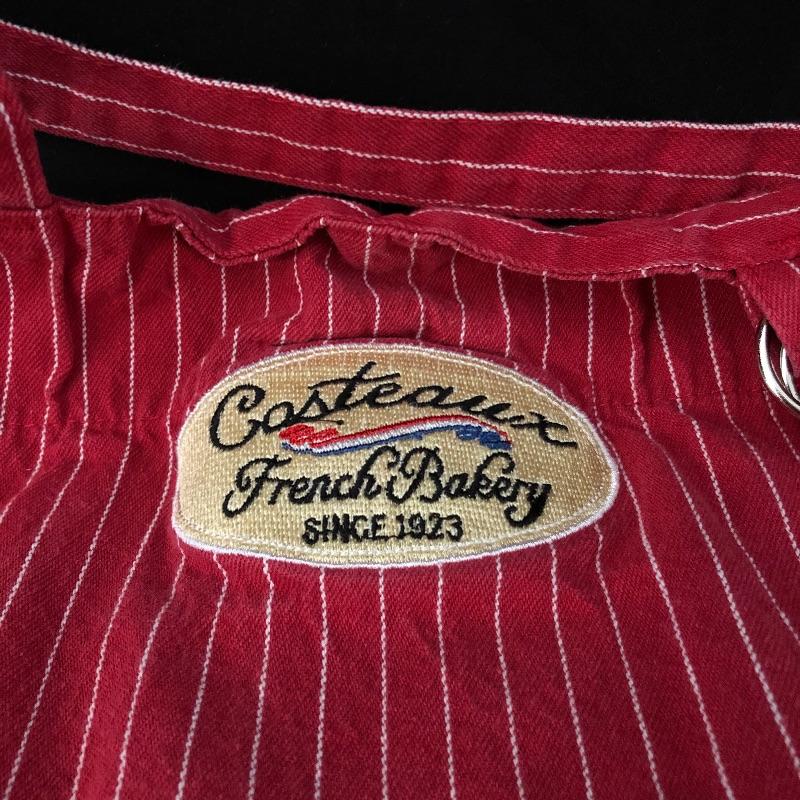 Costeaux
French Bakery
SINCE 1923